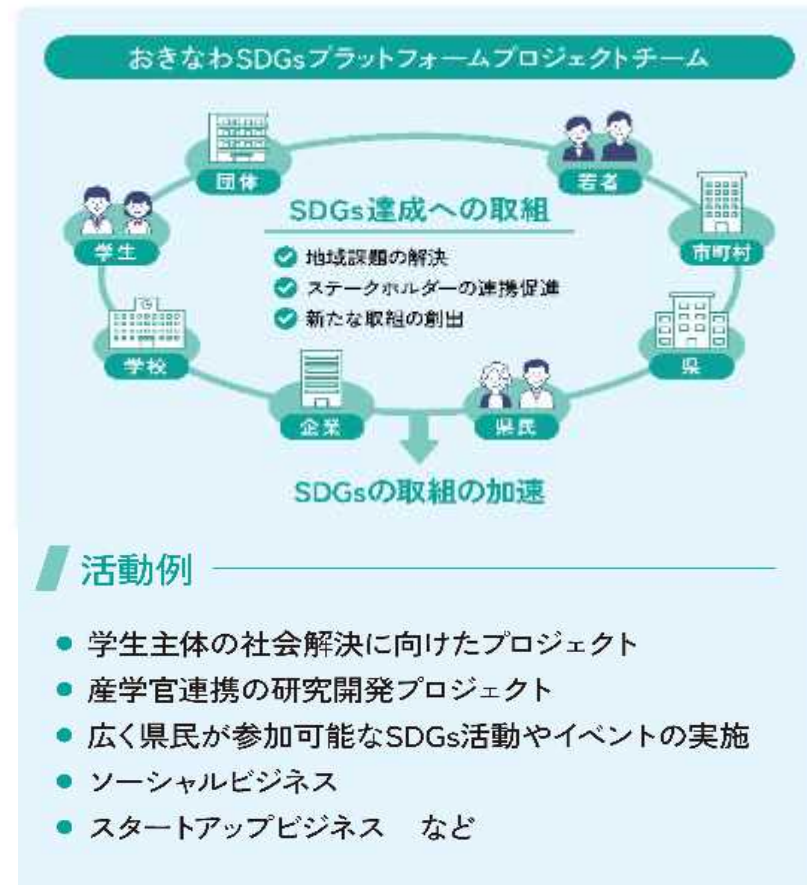 おきなわSDGsプラットフォームプロジェクトチーム
団体
若者
学生
市町村
SDGs達成への取組
地域課題の解決
ステークホルダーの連携促進
新たな取組の創出
学校
県
企業
県民
SDGsの取組の加速
活動例
● 学生主体の社会解決に向けたプロジェクト
● 産学官連携の研究開発プロジェクト
● 広く県民が参加可能なSDGs活動やイベントの実施
● ソーシャルビジネス
● スタートアップビジネス　など